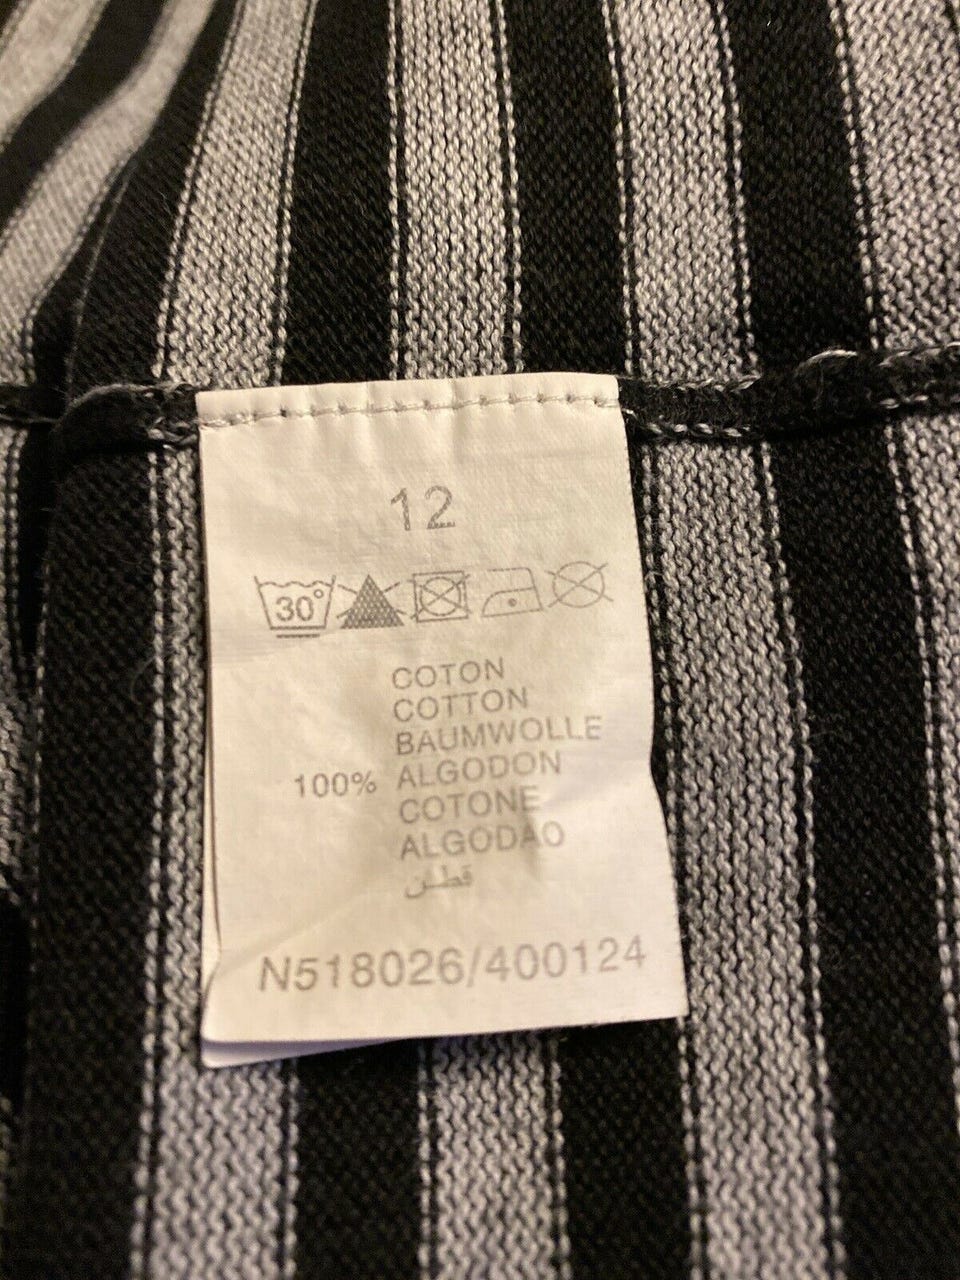 12
30°
COTON
COTTON
BAUMWOLLE
100% ALGODON
COTONE
ALGODAO
قطن
N518026/400124